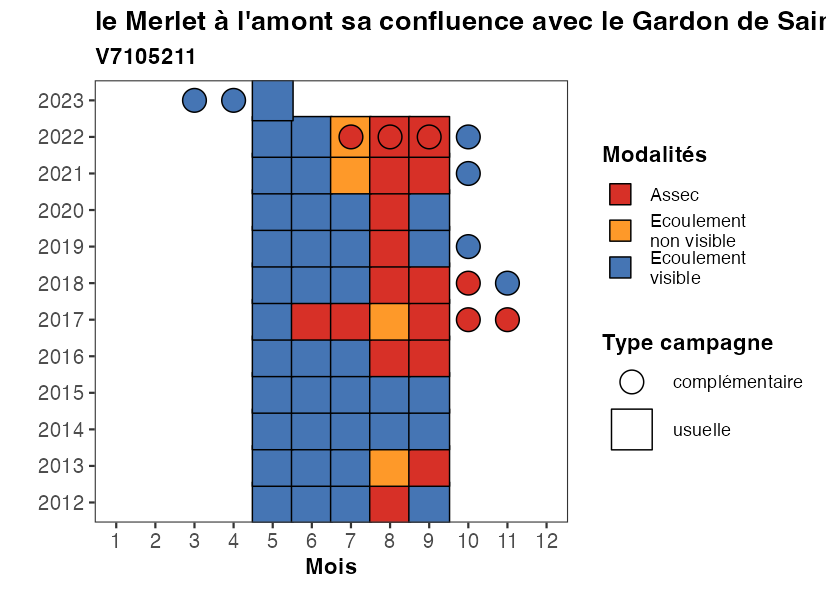 le Merlet à l'amont sa confluence avec le Gardon de Sain
V7105211
2023
2022
2021
2020
2019
2018
2017
2016
2015
2014
2013
2012
1 2 3 4 5 6 7 8 9 10 11 12
Mois
Modalités
Assec
Ecoulement
non visible
Ecoulement
visible
Type campagne
complémentaire
usuelle